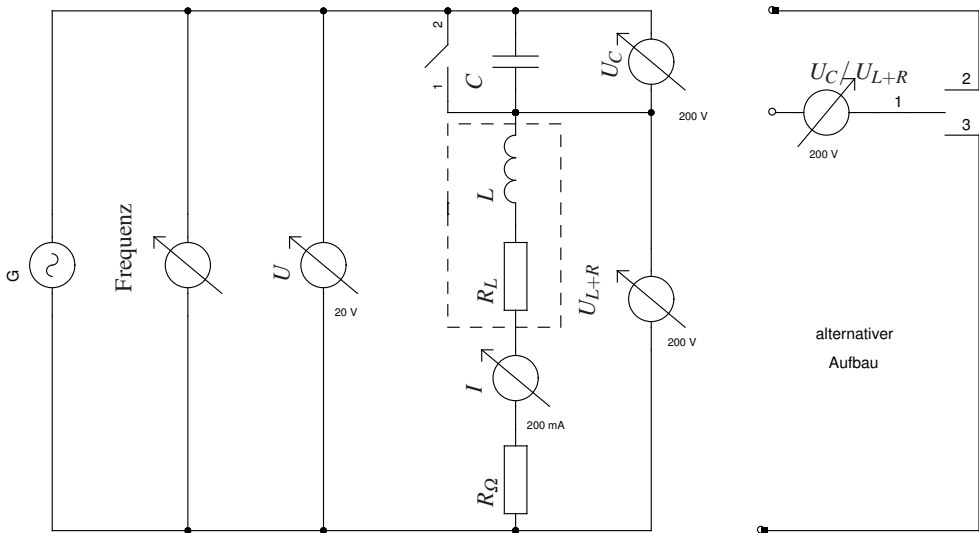 G
Frequenz
U
20 V
2
1
C
U_C
200 V
L
R_L
U_{L+R}
200 V
I
200 mA
R_Ω
U_C/U_{L+R}
200 V
1
2
3
alternativer
Aufbau